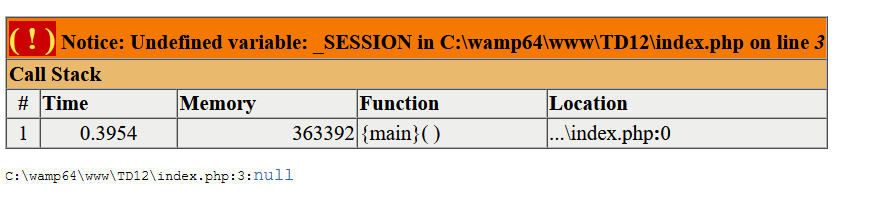 ( ! ) Notice: Undefined variable: _SESSION in C:\wamp64\www\TD12\index.php on line 3
Call Stack
# Time Memory Function Location
1 0.3954 363392 {main}( ) ...\index.php:0
C:\wamp64\www\TD12\index.php:3:null